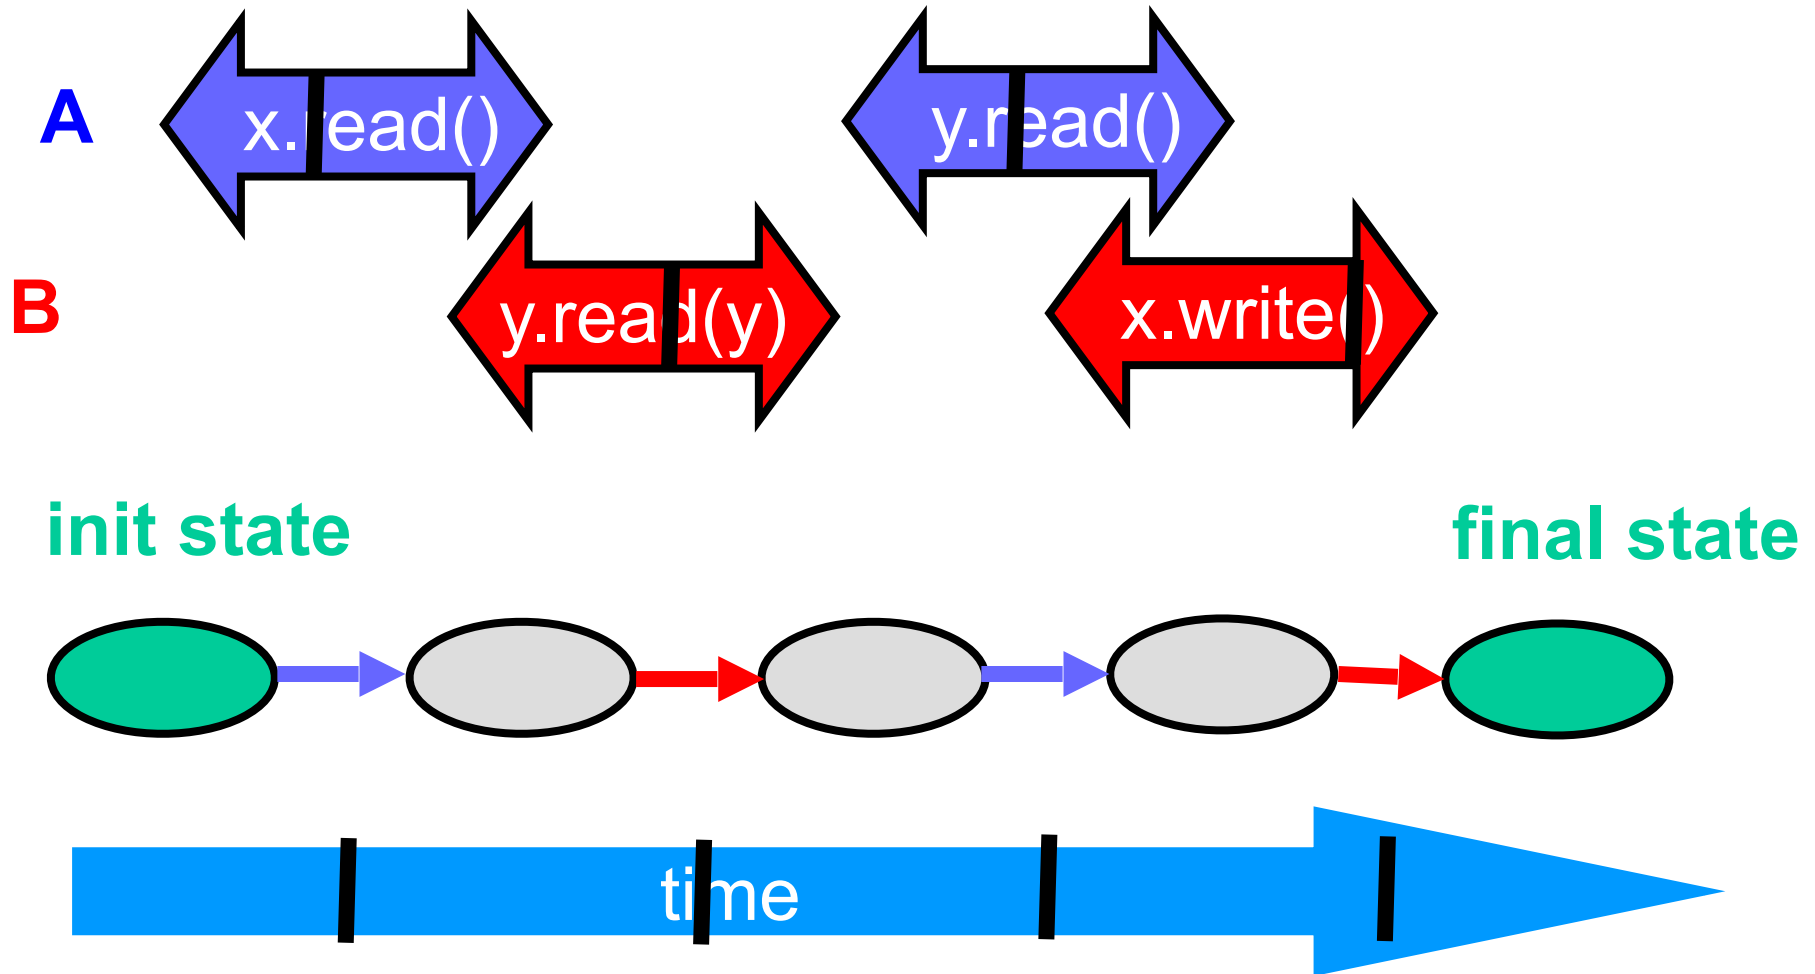 A x.read() y.read()
B y.read(y) x.write()
init state final state
time